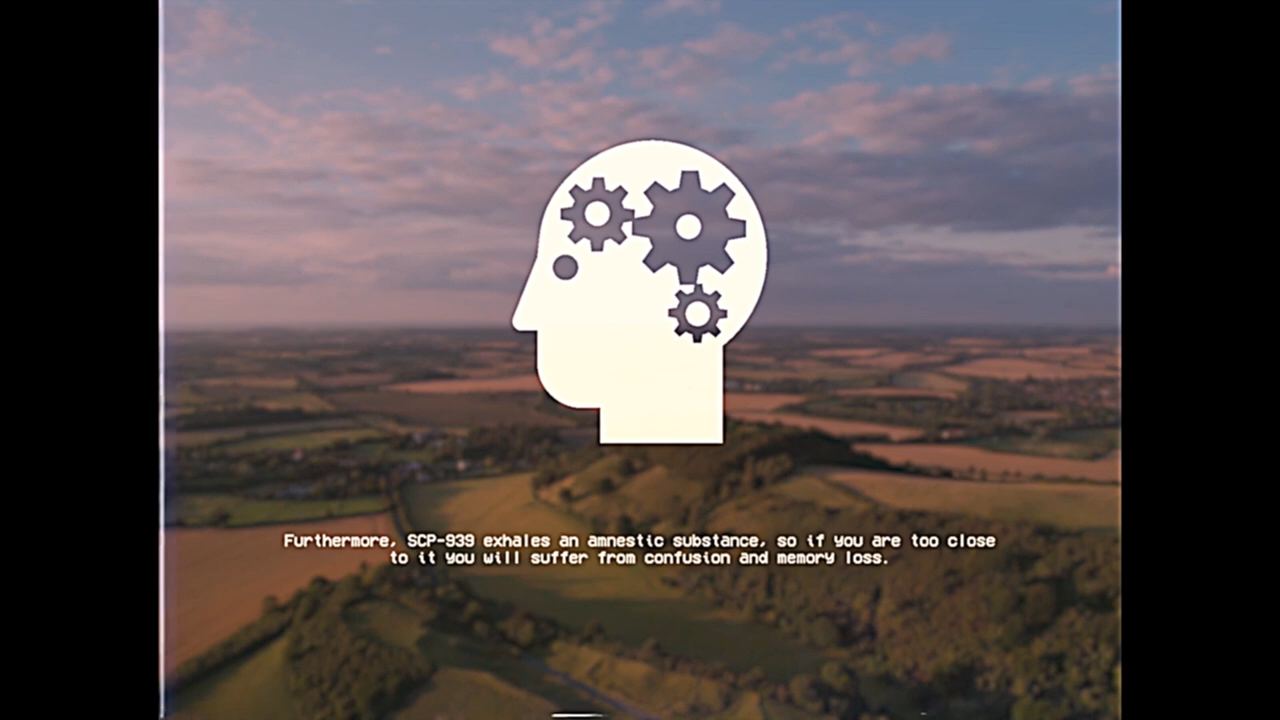 Furthermore, SCP-939 exhales an amnestic substance, so if you are too close
to it you will suffer from confusion and memory loss.